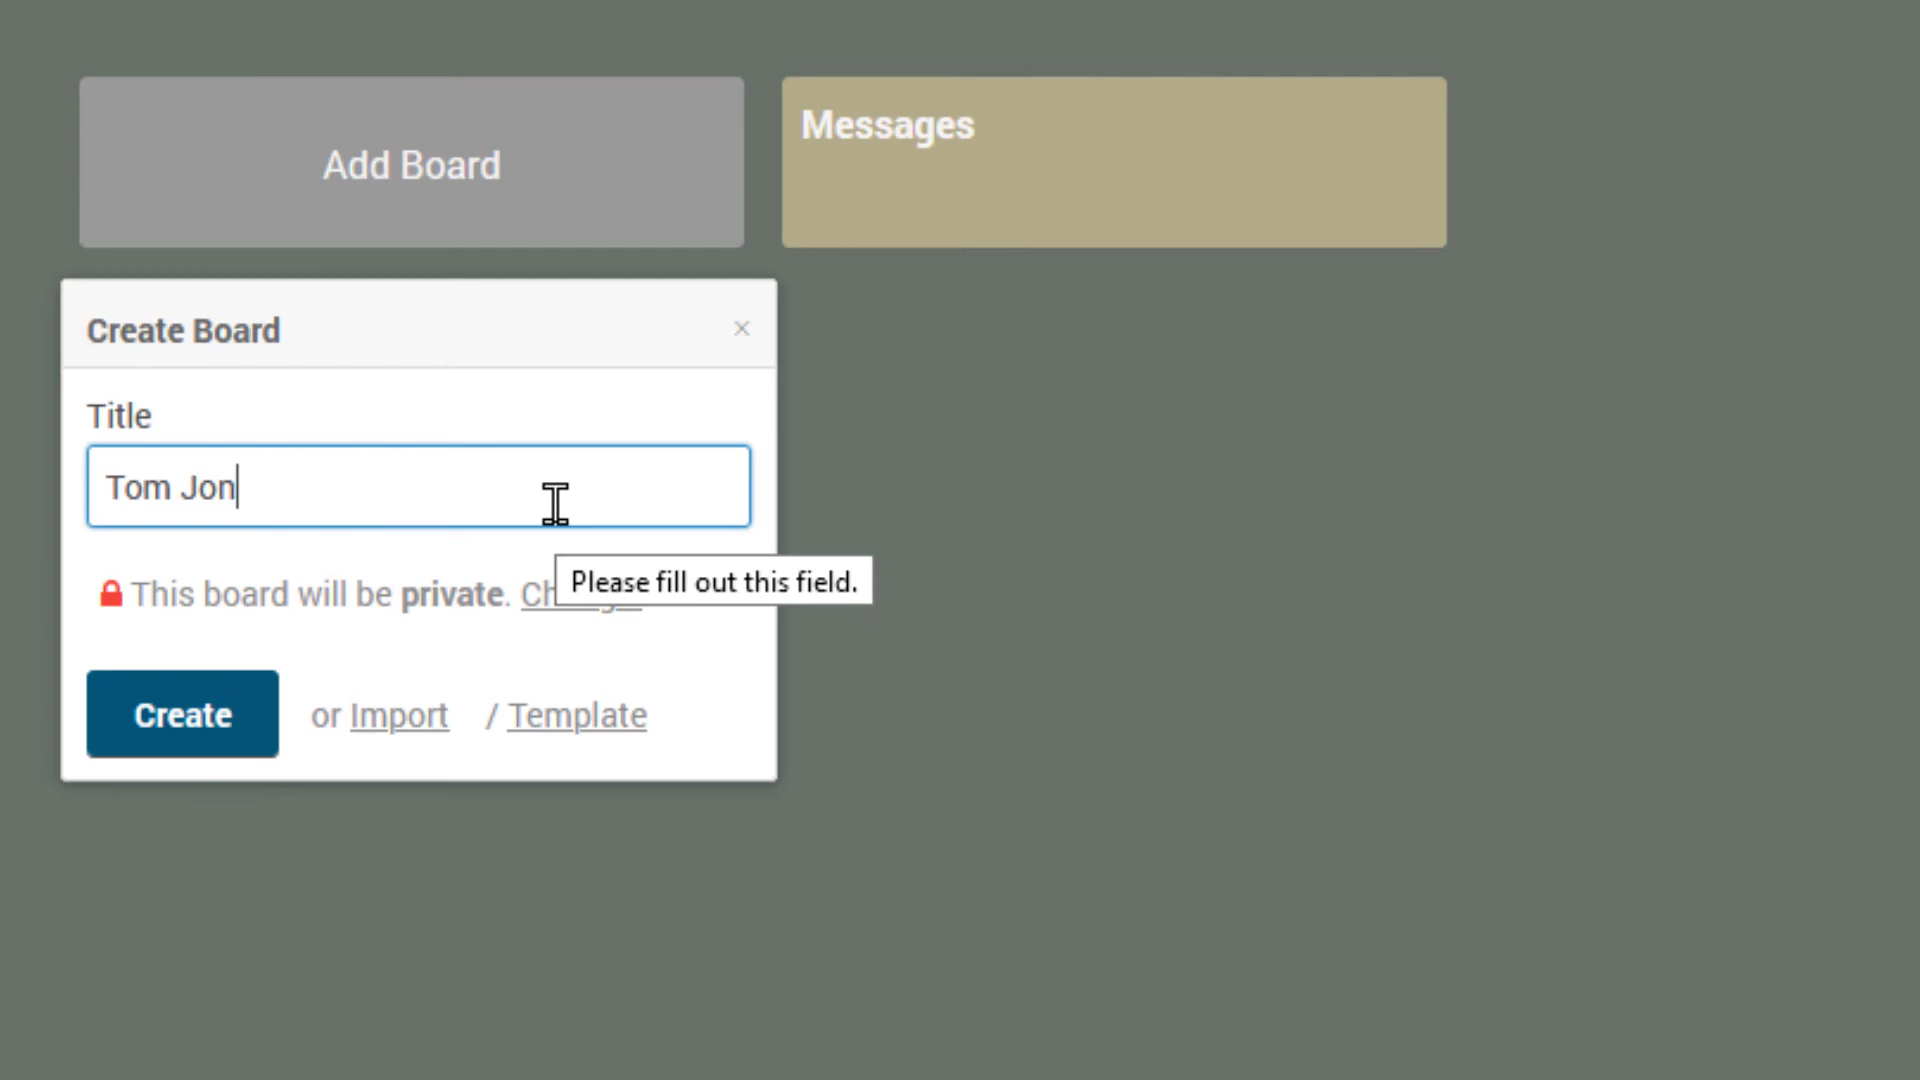 Add Board
Messages
Create Board ×
Title
Tom Jon
This board will be private.
Please fill out this field.
Create or Import / Template